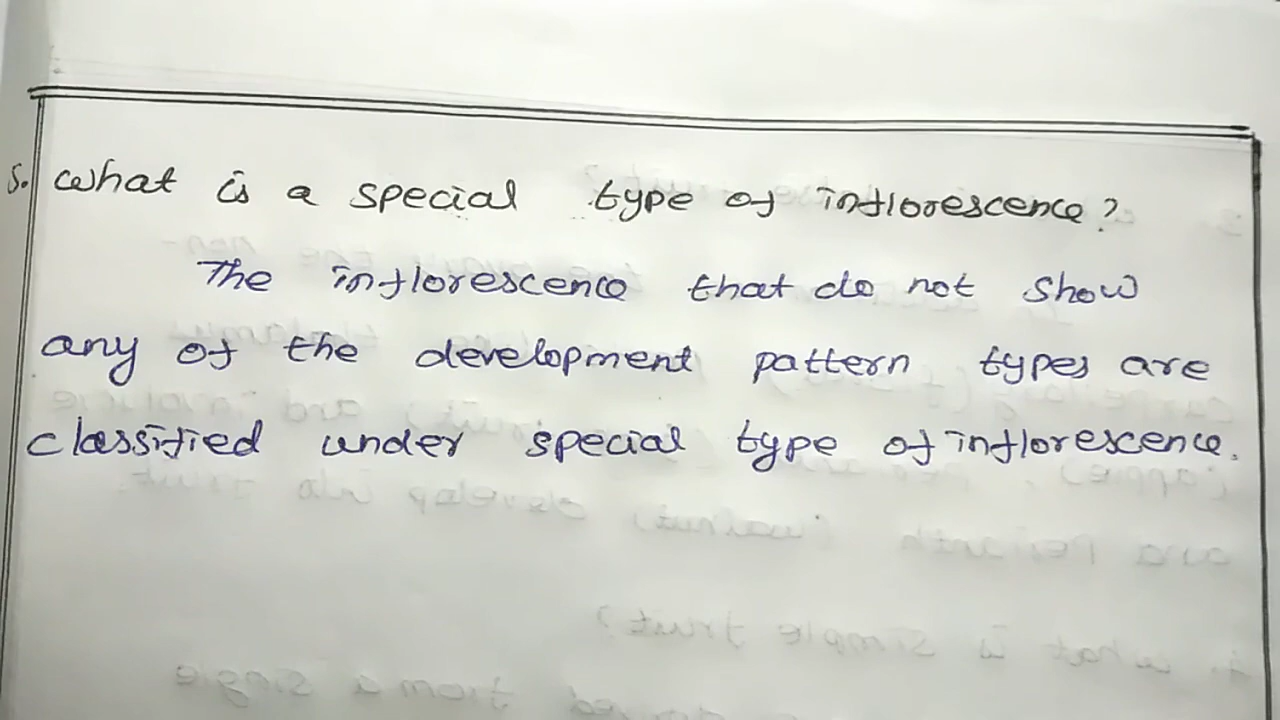 5. What is a special type of inflorescence?
The inflorescence that do not show
any of the development pattern types are
classified under special type of inflorescence.